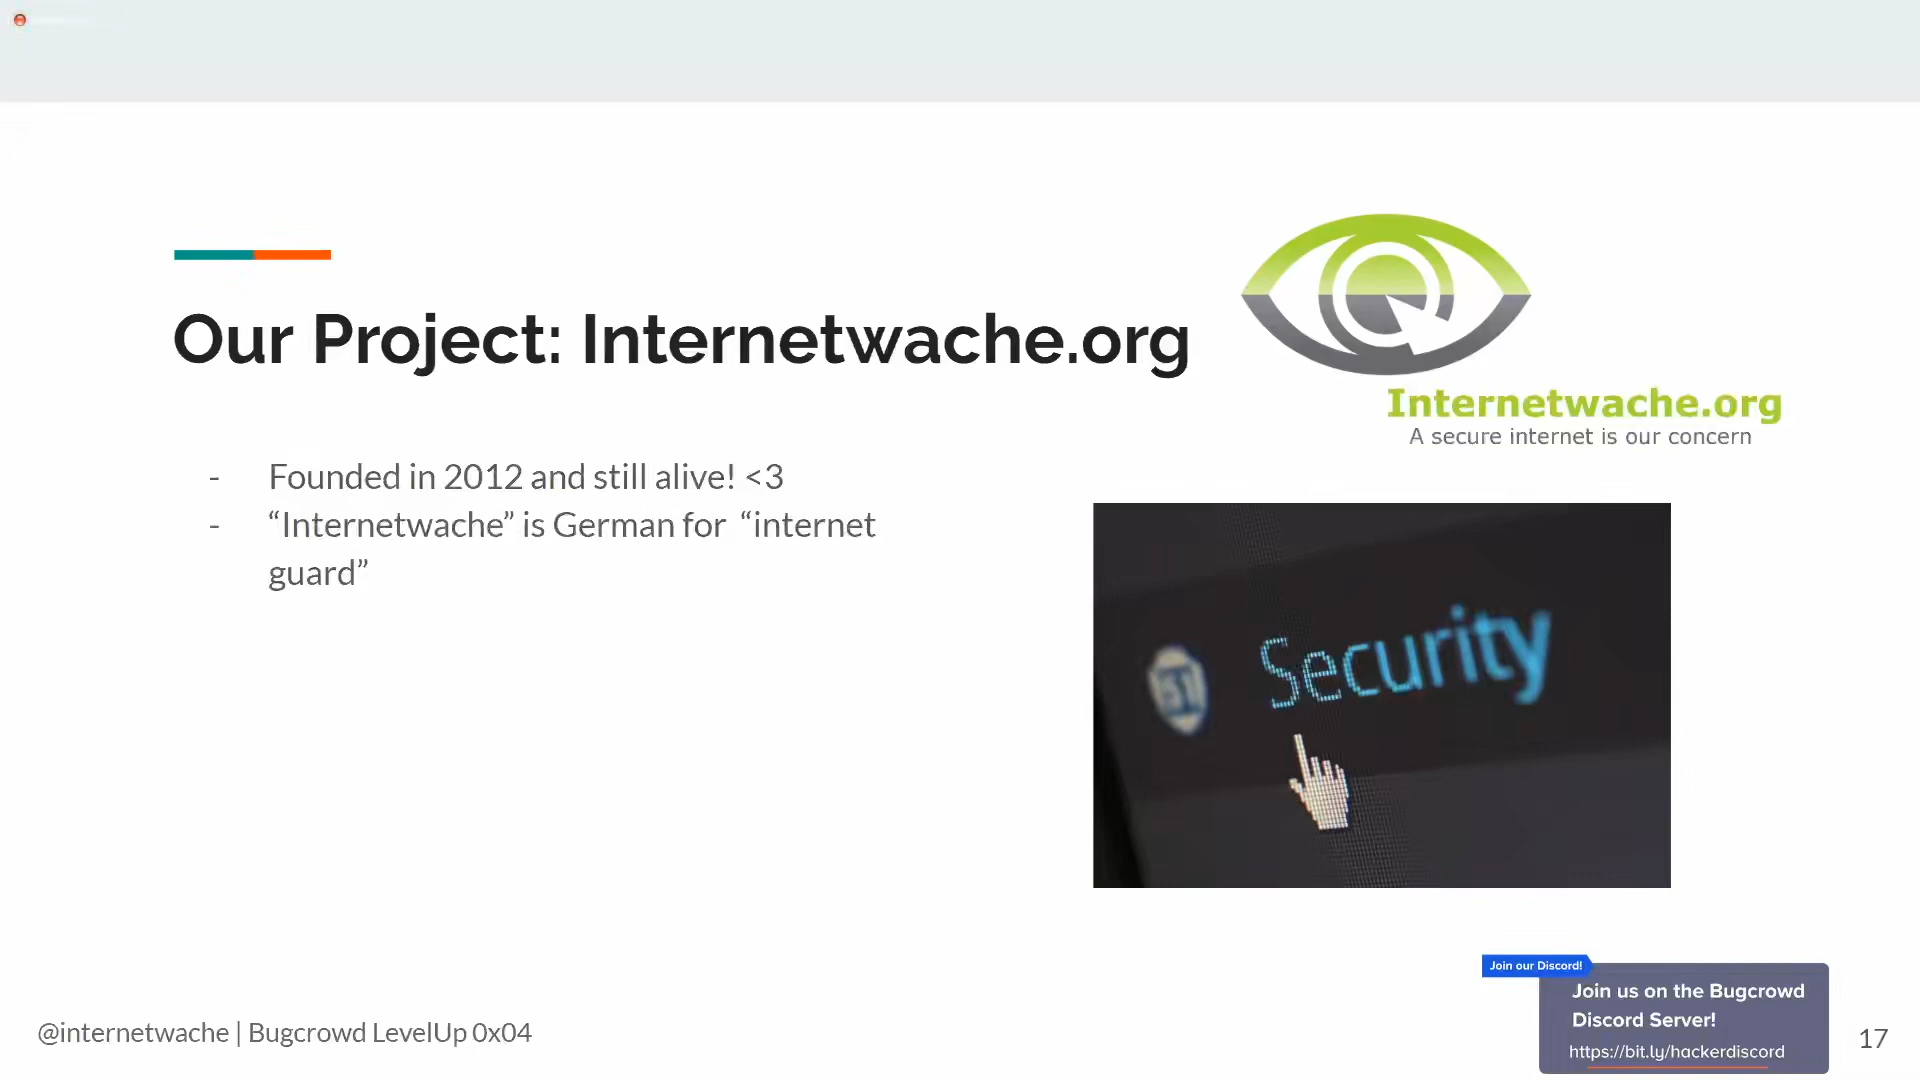 Our Project: Internetwache.org
Internetwache.org
A secure internet is our concern
- Founded in 2012 and still alive! <3
- “Internetwache” is German for “internet
guard”
Security
Join our Discord!
Join us on the Bugcrowd
Discord Server!
https://bit.ly/hackerdiscord
@internetwache | Bugcrowd LevelUp 0x04
17